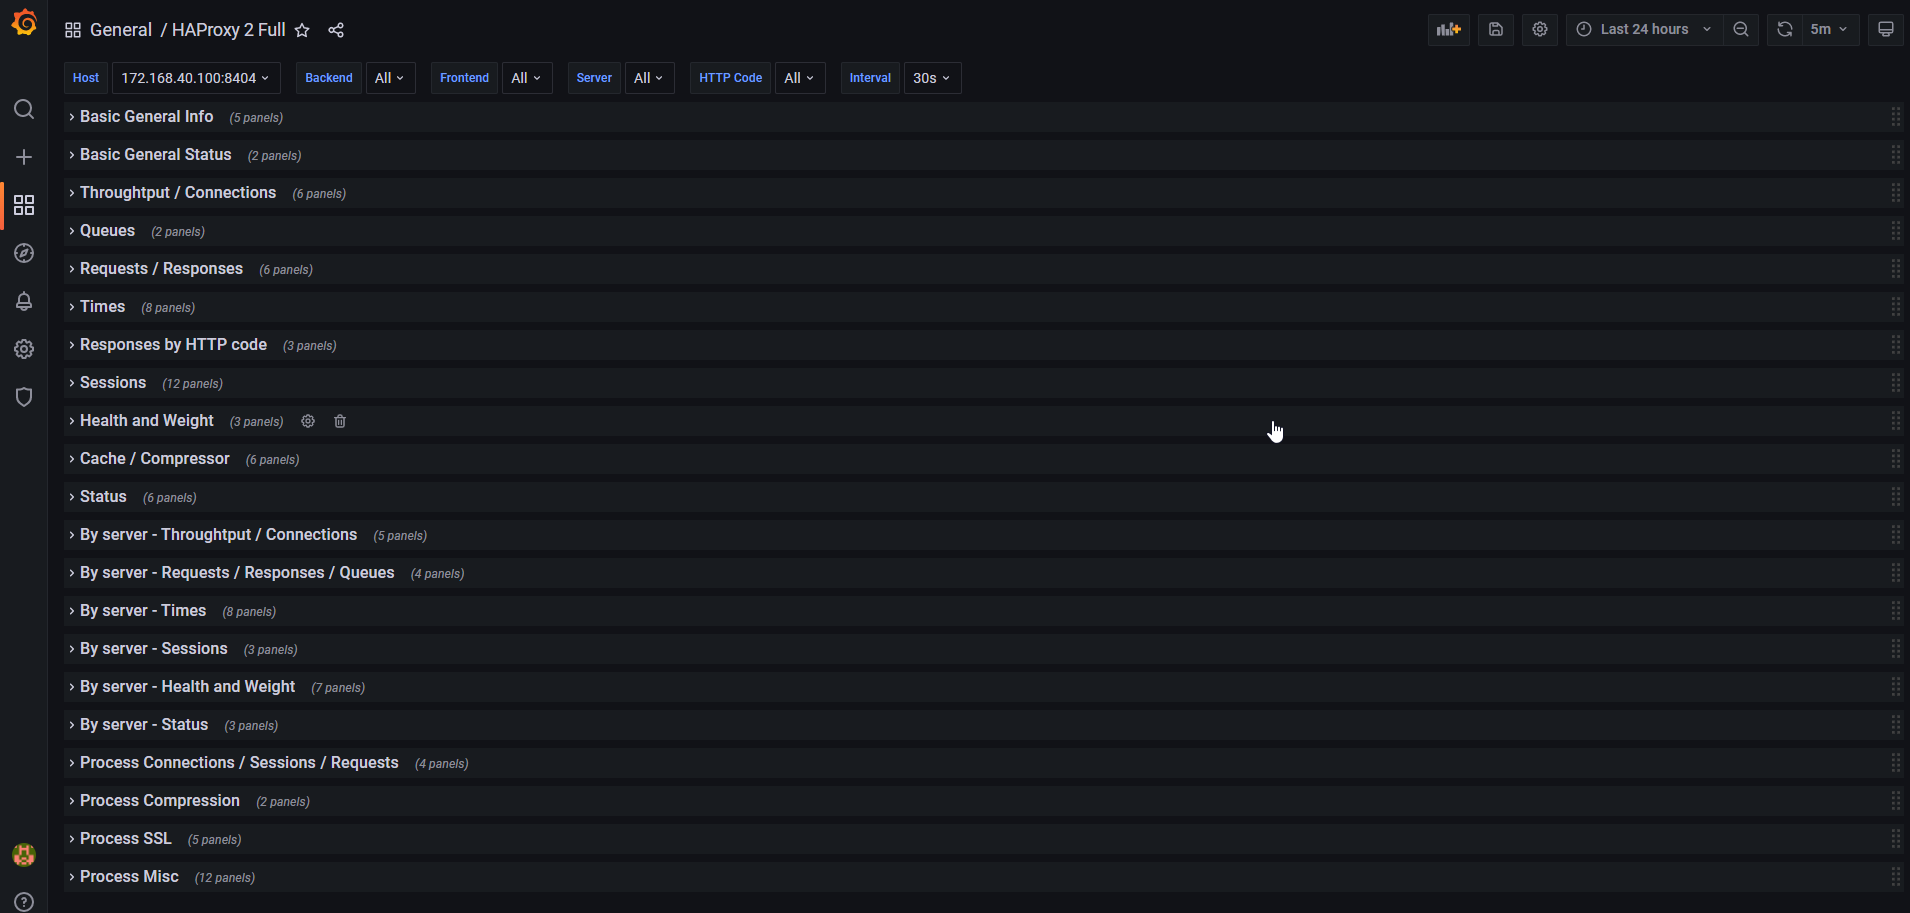 General / HAProxy 2 Full Last 24 hours 5m
Host 172.168.40.100:8404 Backend All Frontend All Server All HTTP Code All Interval 30s
Basic General Info (5 panels)
Basic General Status (2 panels)
Throughtput / Connections (6 panels)
Queues (2 panels)
Requests / Responses (6 panels)
Times (8 panels)
Responses by HTTP code (3 panels)
Sessions (12 panels)
Health and Weight (3 panels)
Cache / Compressor (6 panels)
Status (6 panels)
By server - Throughtput / Connections (5 panels)
By server - Requests / Responses / Queues (4 panels)
By server - Times (8 panels)
By server - Sessions (3 panels)
By server - Health and Weight (7 panels)
By server - Status (3 panels)
Process Connections / Sessions / Requests (4 panels)
Process Compression (2 panels)
Process SSL (5 panels)
Process Misc (12 panels)